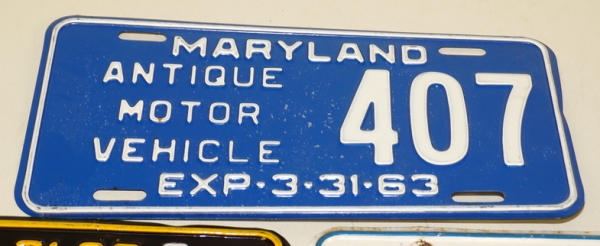 MARYLAND
ANTIQUE
MOTOR
VEHICLE
407
EXP-3-31-63